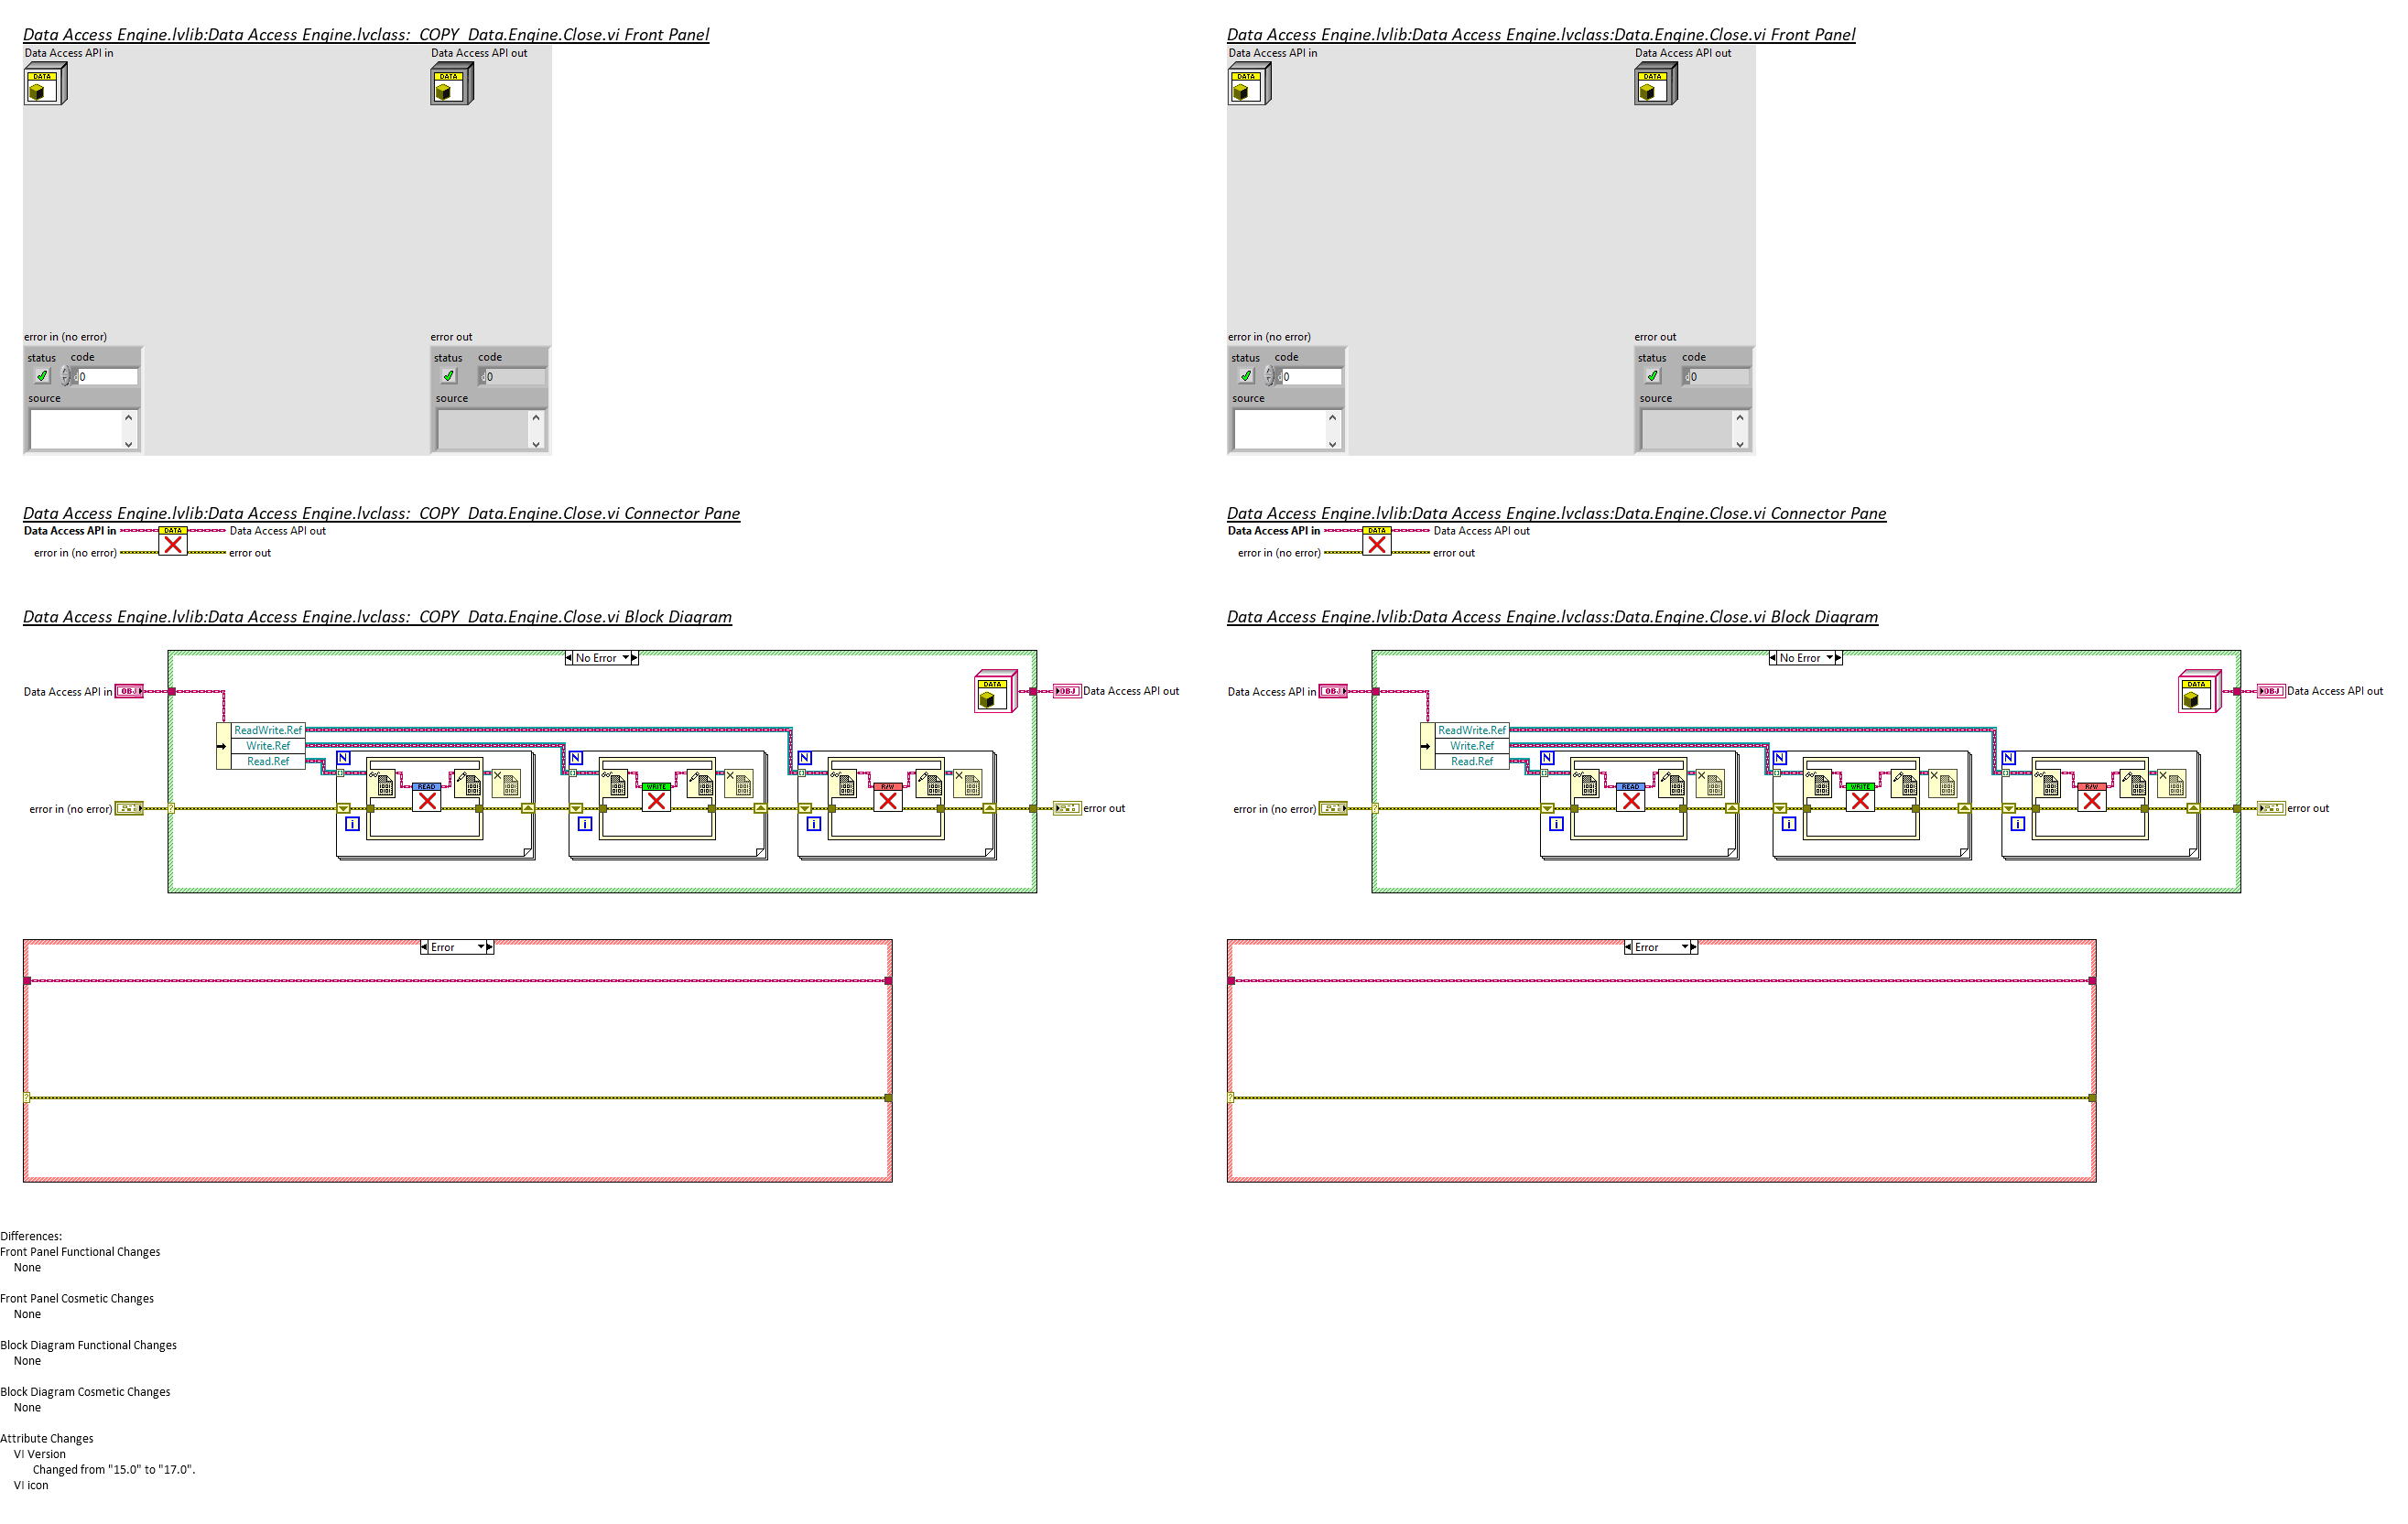 Data Access Engine.lvlib:Data Access Engine.lvclass:  COPY  Data.Engine.Close.vi Front Panel
Data Access API in
Data Access API out
DATA
DATA
error in (no error)
error out
status code
status code
0
0
source
source
Data Access Engine.lvlib:Data Access Engine.lvclass:  COPY  Data.Engine.Close.vi Connector Pane
Data Access API in
DATA
Data Access API out
error in (no error)
error out
Data Access Engine.lvlib:Data Access Engine.lvclass:  COPY  Data.Engine.Close.vi Block Diagram
No Error
DATA
Data Access API in
OBJ
OBJ
Data Access API out
ReadWrite.Ref
Write.Ref
Read.Ref
N
N
N
READ
WRITE
R/W
error in (no error)
?
error out
i
i
i
Error
?
Data Access Engine.lvlib:Data Access Engine.lvclass:Data.Engine.Close.vi Front Panel
Data Access API in
Data Access API out
DATA
DATA
error in (no error)
error out
status code
status code
0
0
source
source
Data Access Engine.lvlib:Data Access Engine.lvclass:Data.Engine.Close.vi Connector Pane
Data Access API in
DATA
Data Access API out
error in (no error)
error out
Data Access Engine.lvlib:Data Access Engine.lvclass:Data.Engine.Close.vi Block Diagram
No Error
DATA
Data Access API in
OBJ
OBJ
Data Access API out
ReadWrite.Ref
Write.Ref
Read.Ref
N
N
N
READ
WRITE
R/W
error in (no error)
?
error out
i
i
i
Error
?
Differences:
Front Panel Functional Changes
None
Front Panel Cosmetic Changes
None
Block Diagram Functional Changes
None
Block Diagram Cosmetic Changes
None
Attribute Changes
VI Version
Changed from "15.0" to "17.0".
VI icon